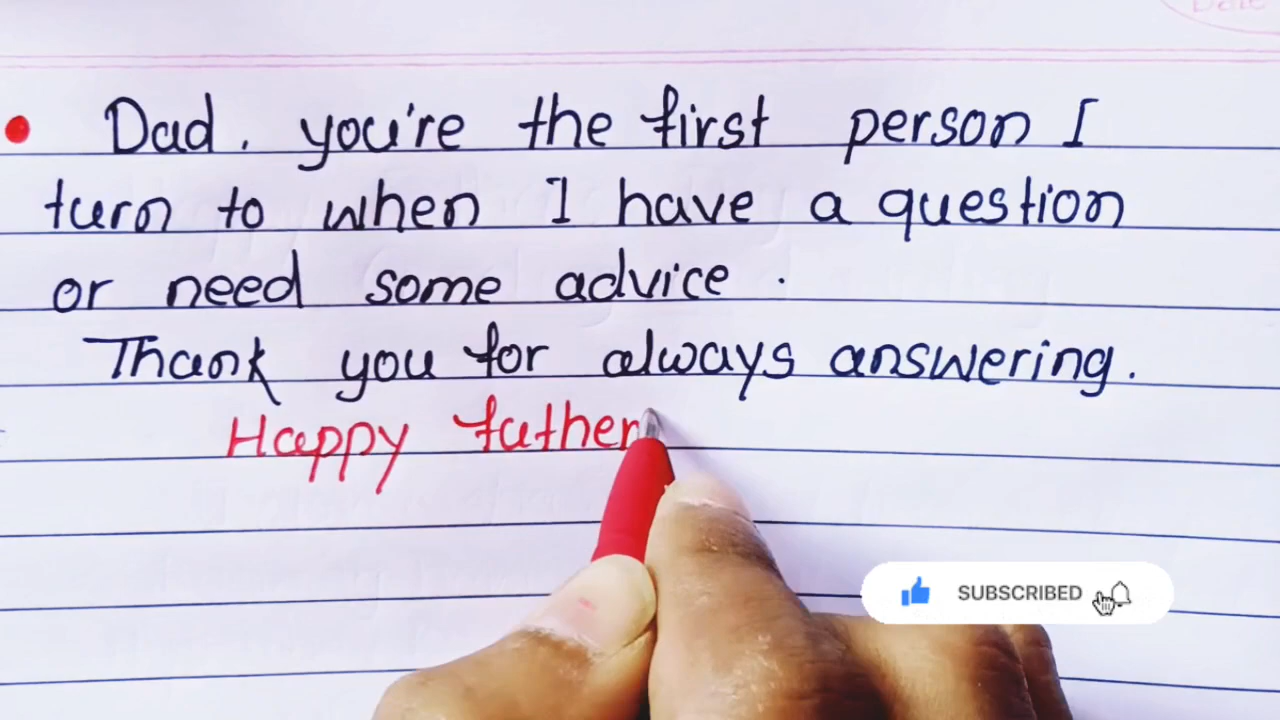 Date
Dad, you're the first person I
turn to when I have a question
or need some advice.
Thank you for always answering.
Happy father
SUBSCRIBED